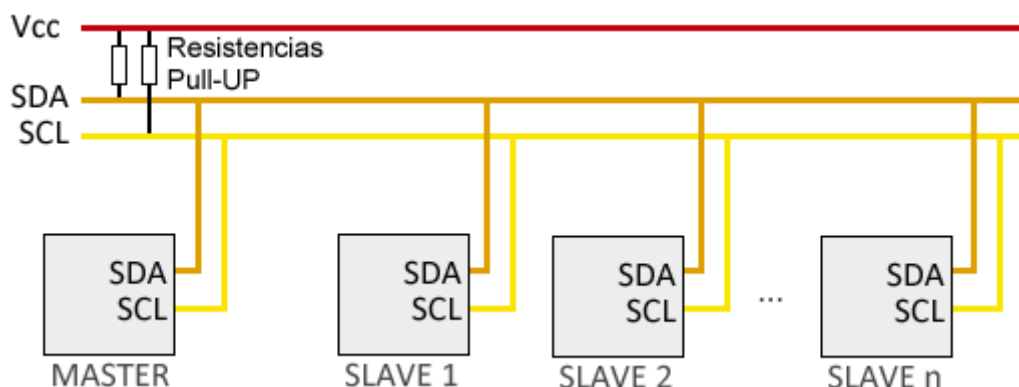 Vcc
Resistencias
Pull-UP
SDA
SCL
SDA
SCL
MASTER
SDA
SCL
SLAVE 1
SDA
SCL
SLAVE 2
...
SDA
SCL
SLAVE n